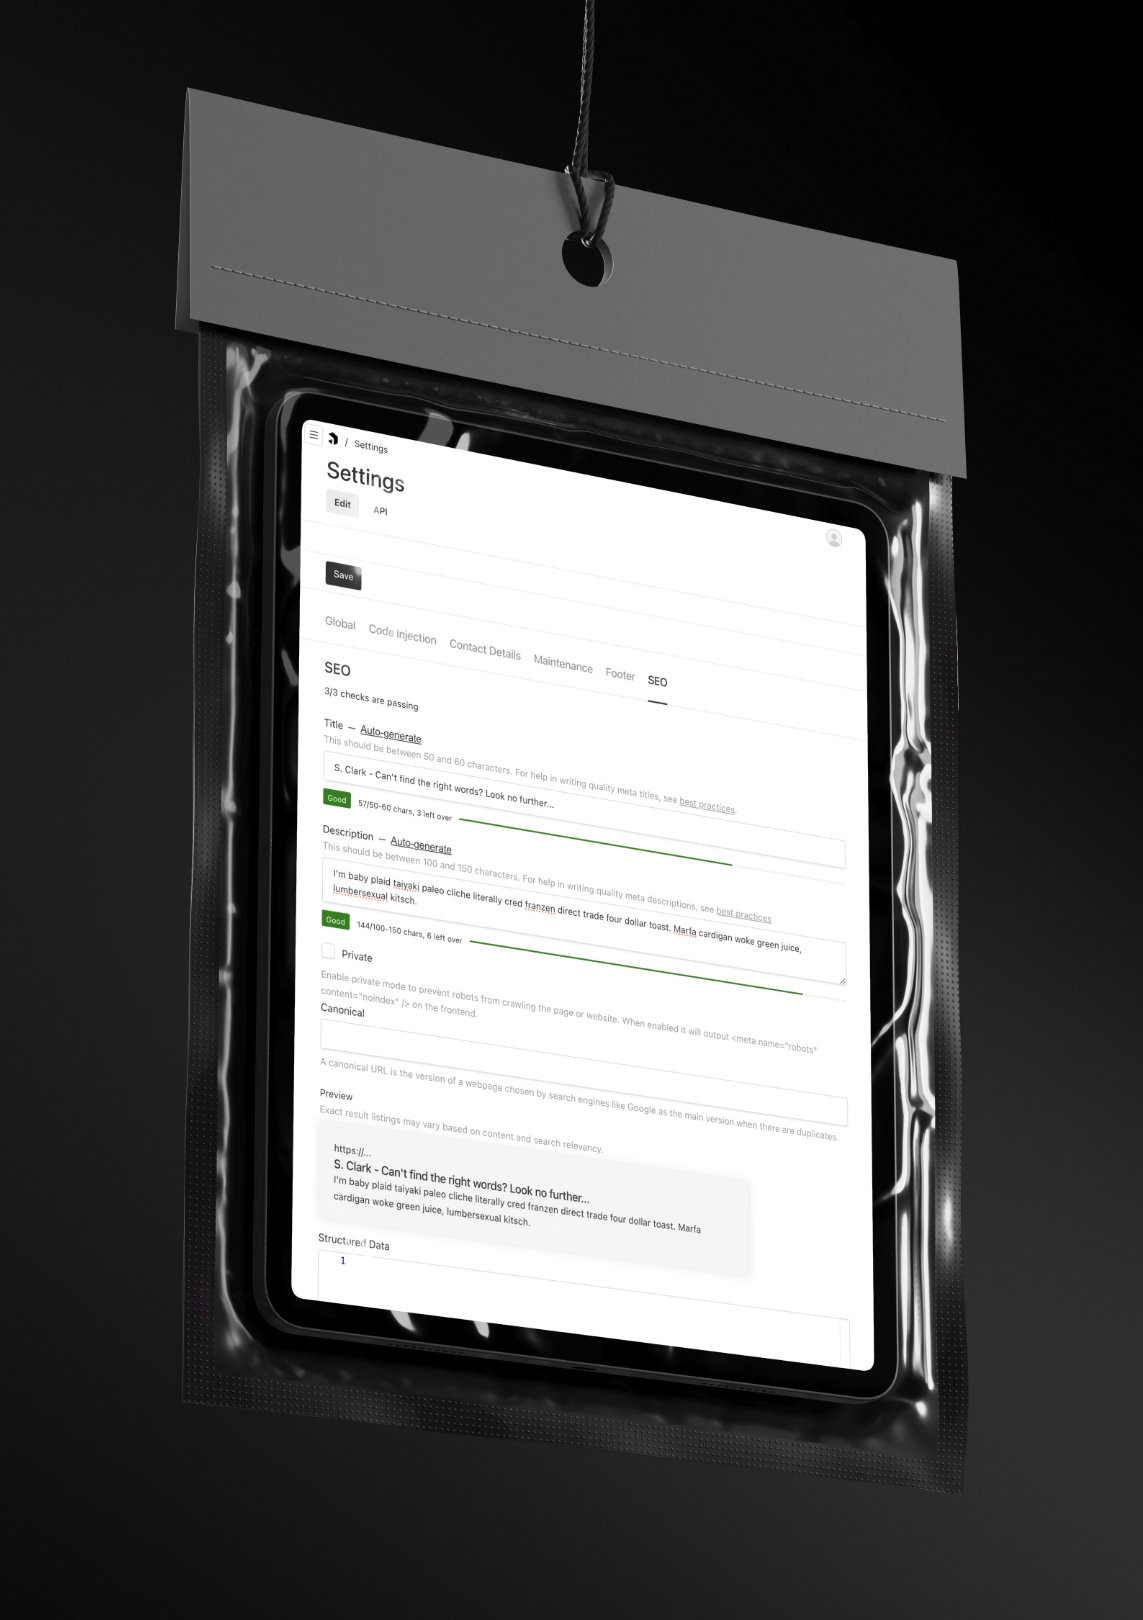 / Settings
Settings
Edit API
Save
Global Code Injection Contact Details Maintenance Footer SEO
SEO
3/3 checks are passing
Title — Auto-generate
This should be between 50 and 60 characters. For help in writing quality meta titles, see best practices.
S. Clark - Can't find the right words? Look no further...
Good 57/50-60 chars, 3 left over
Description — Auto-generate
This should be between 100 and 150 characters. For help in writing quality meta descriptions, see best practices
I'm baby plaid taiyaki paleo cliche literally cred franzen direct trade four dollar toast. Marfa cardigan woke green juice,
lumbersexual kitsch.
Good 144/100-150 chars, 6 left over
Private
Enable private mode to prevent robots from crawling the page or website. When enabled it will output <meta name="robots"
content="noindex" /> on the frontend.
Canonical
A canonical URL is the version of a webpage chosen by search engines like Google as the main version when there are duplicates.
Preview
Exact result listings may vary based on content and search relevancy.
https://...
S. Clark - Can't find the right words? Look no further...
I'm baby plaid taiyaki paleo cliche literally cred franzen direct trade four dollar toast. Marfa
cardigan woke green juice, lumbersexual kitsch.
Structured Data
1